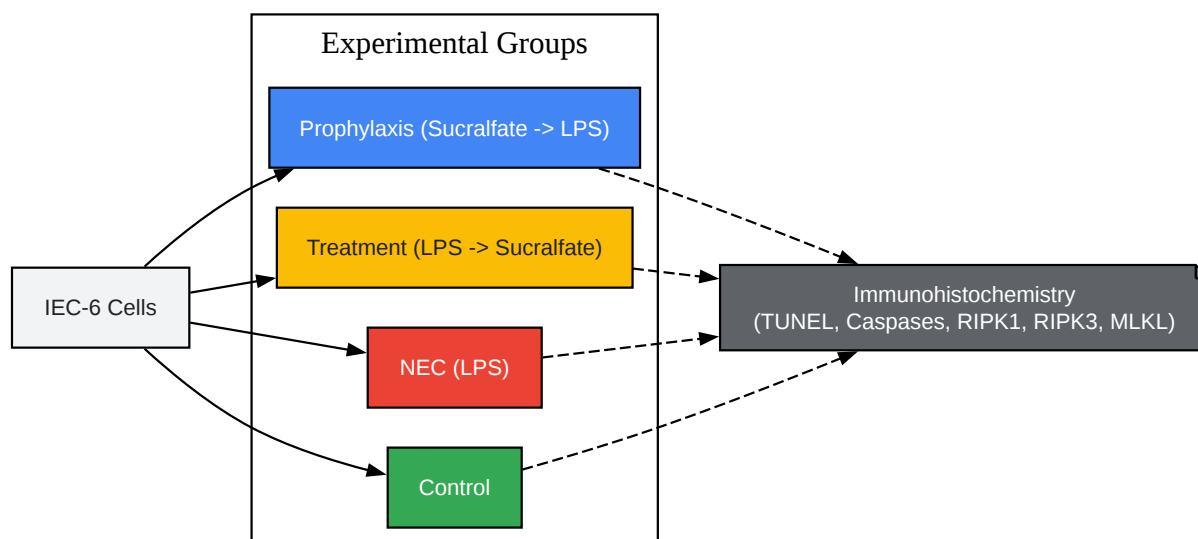 Experimental Groups
Prophylaxis (Sucralfate -> LPS)
Treatment (LPS -> Sucralfate)
IEC-6 Cells
Immunohistochemistry
(TUNEL, Caspases, RIPK1, RIPK3, MLKL)
NEC (LPS)
Control